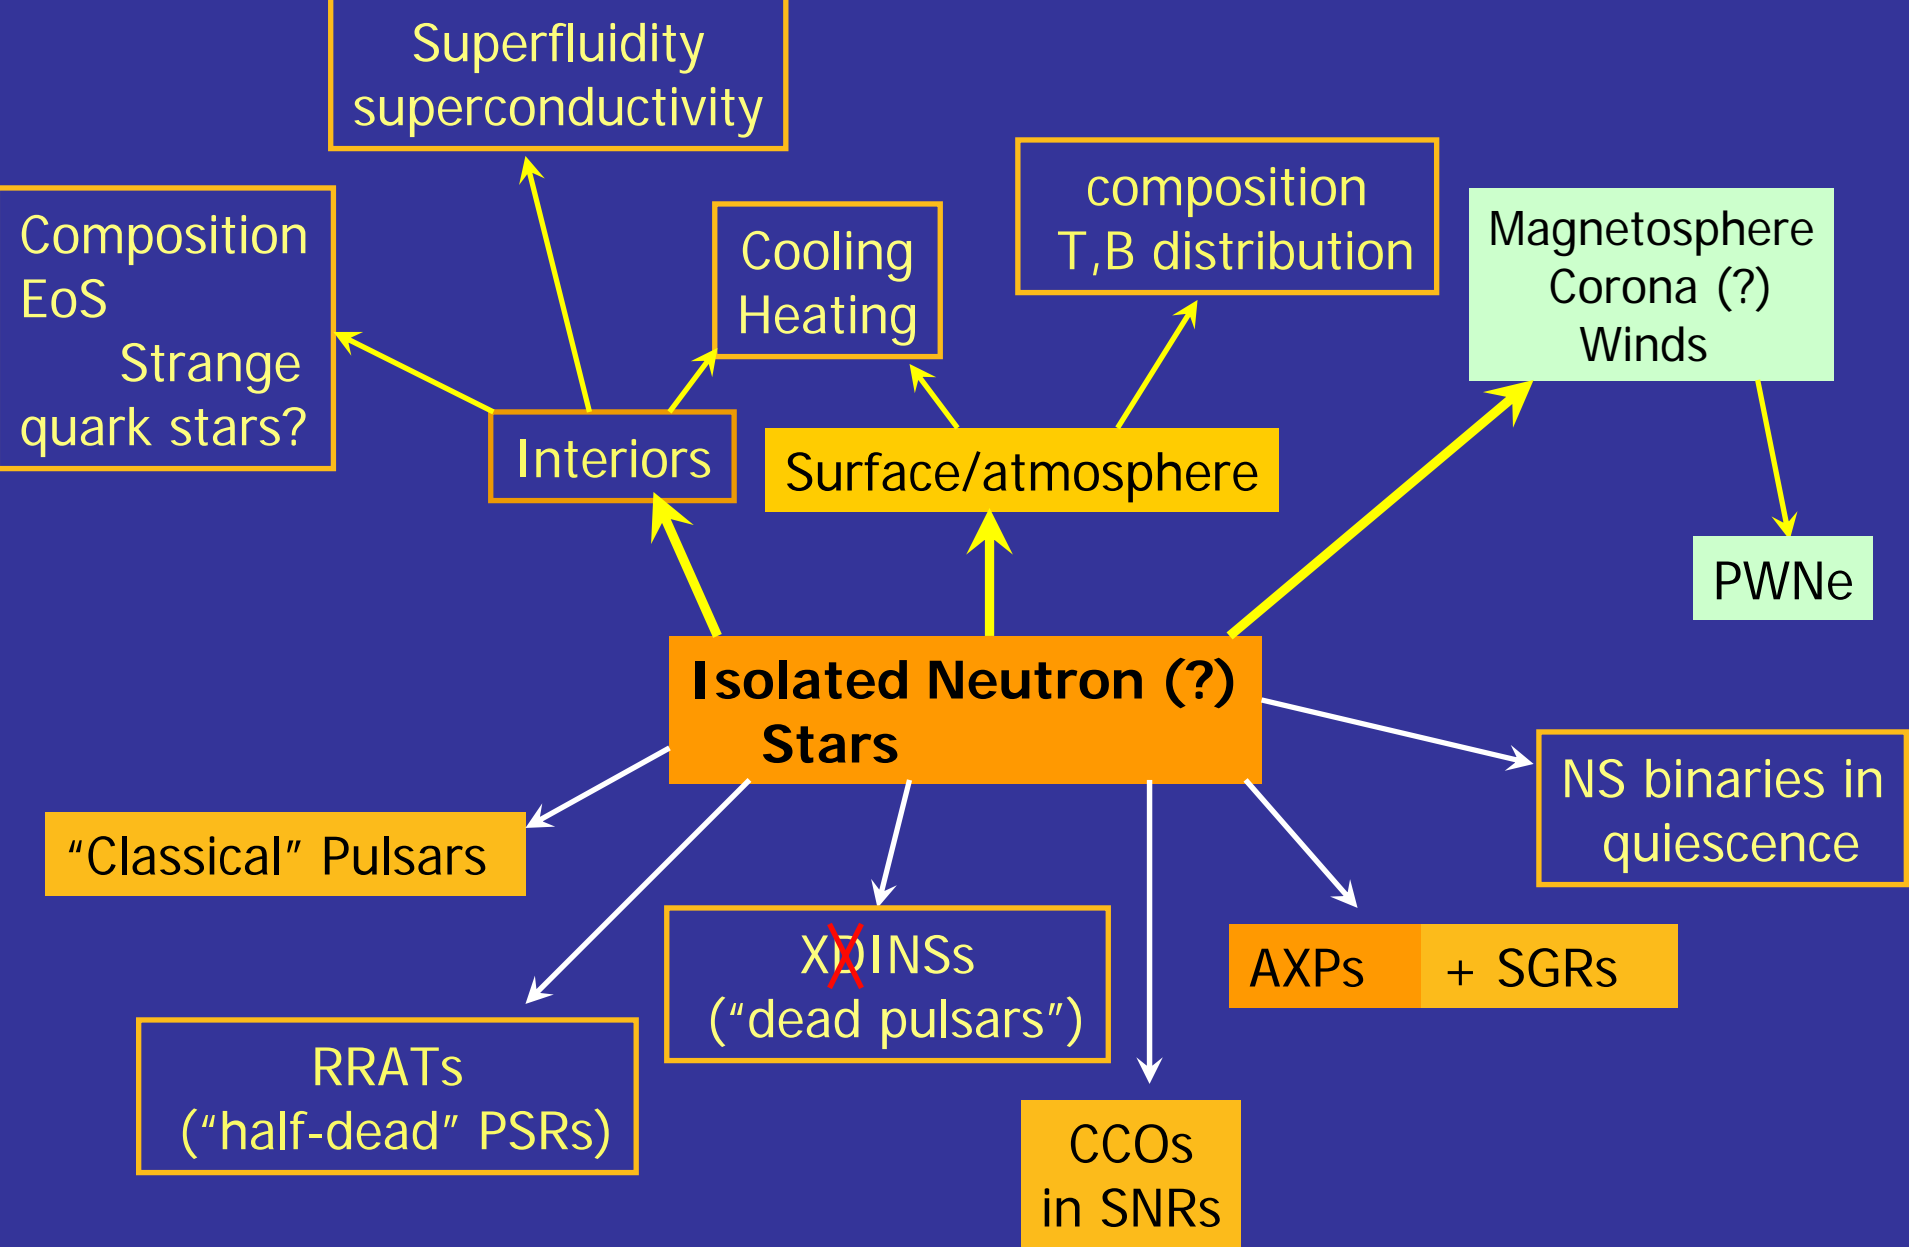 Superfluidity
superconductivity
Composition
EoS
Strange
quark stars?
Cooling
Heating
composition
T,B distribution
Magnetosphere
Corona (?)
Winds
Interiors
Surface/atmosphere
PWNe
Isolated Neutron (?)
Stars
NS binaries in
quiescence
“Classical” Pulsars
XDINSs
(“dead pulsars”)
AXPs + SGRs
RRATs
(“half-dead” PSRs)
CCOs
in SNRs